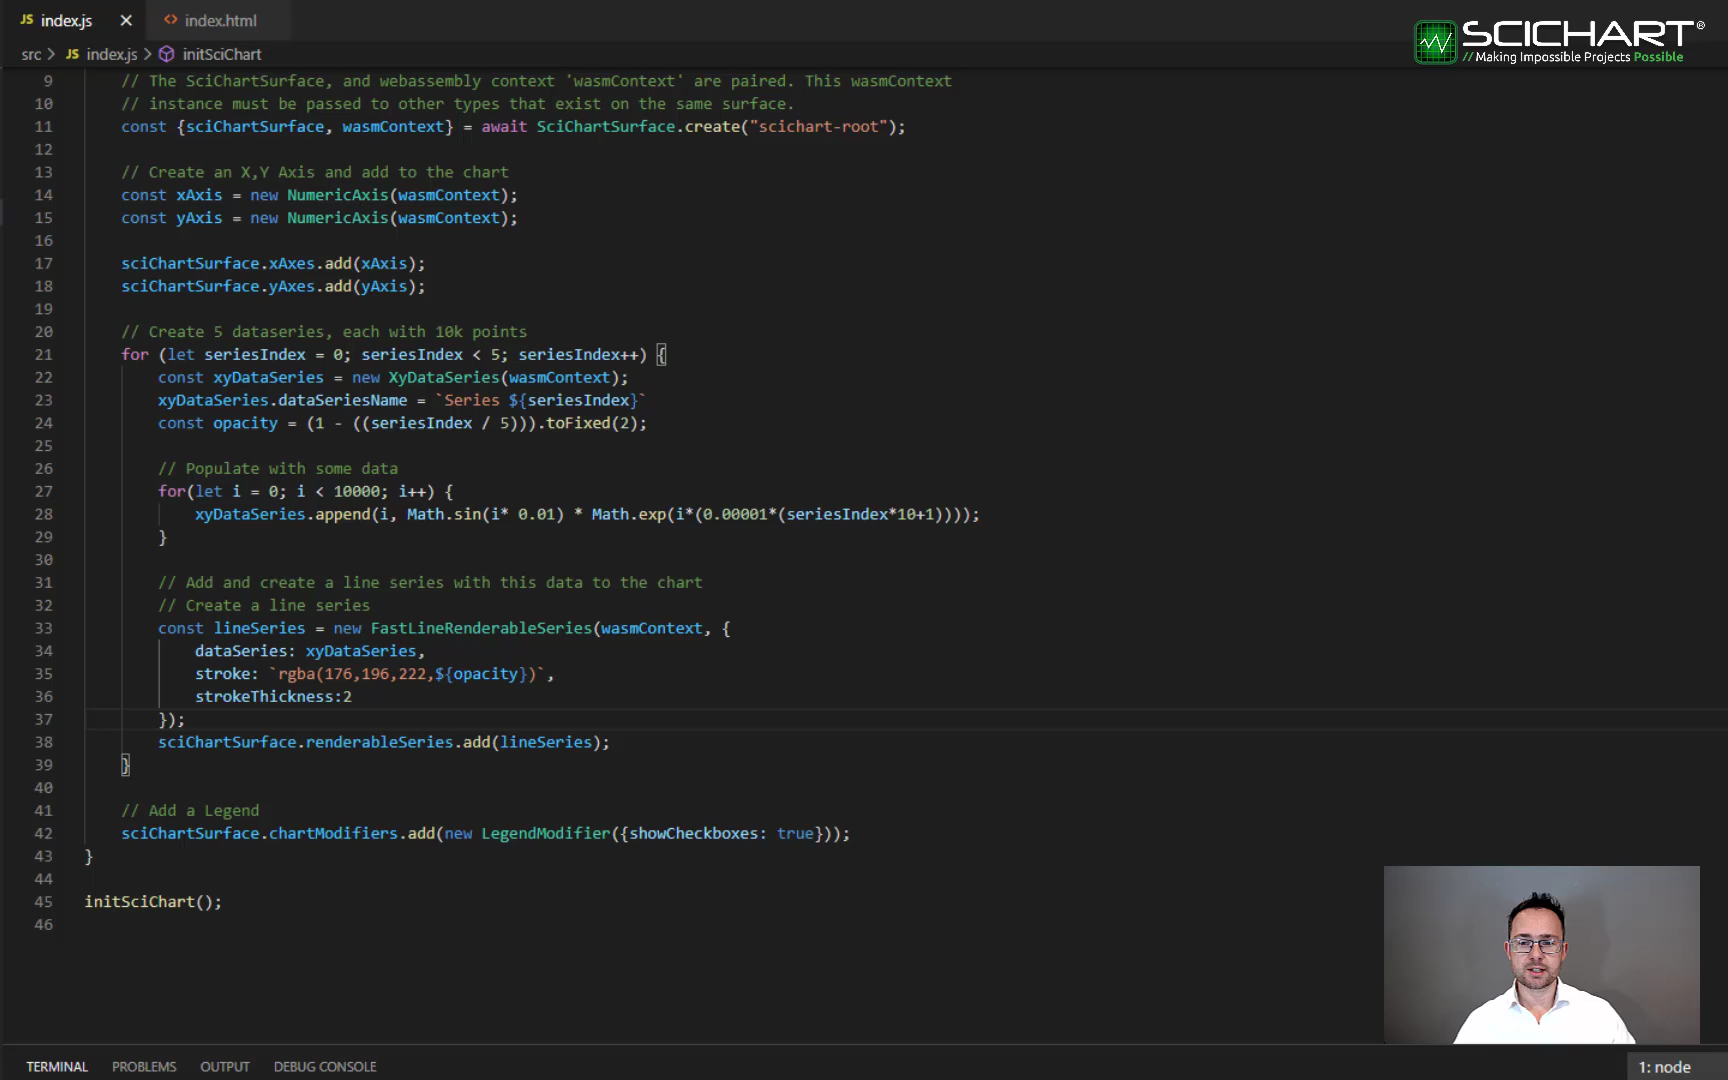 JS index.js ✕ <> index.html
SCICHART®
// Making Impossible Projects Possible
src > JS index.js > initSciChart
9 // The SciChartSurface, and webassembly context 'wasmContext' are paired. This wasmContext
10 // instance must be passed to other types that exist on the same surface.
11 const {sciChartSurface, wasmContext} = await SciChartSurface.create("scichart-root");
12
13 // Create an X,Y Axis and add to the chart
14 const xAxis = new NumericAxis(wasmContext);
15 const yAxis = new NumericAxis(wasmContext);
16
17 sciChartSurface.xAxes.add(xAxis);
18 sciChartSurface.yAxes.add(yAxis);
19
20 // Create 5 dataseries, each with 10k points
21 for (let seriesIndex = 0; seriesIndex < 5; seriesIndex++) {
22 const xyDataSeries = new XyDataSeries(wasmContext);
23 xyDataSeries.dataSeriesName = `Series ${seriesIndex}`
24 const opacity = (1 - ((seriesIndex / 5))).toFixed(2);
25
26 // Populate with some data
27 for(let i = 0; i < 10000; i++) {
28 xyDataSeries.append(i, Math.sin(i* 0.01) * Math.exp(i*(0.00001*(seriesIndex*10+1))));
29 }
30
31 // Add and create a line series with this data to the chart
32 // Create a line series
33 const lineSeries = new FastLineRenderableSeries(wasmContext, {
34 dataSeries: xyDataSeries,
35 stroke: `rgba(176,196,222,${opacity})`,
36 strokeThickness:2
37 });
38 sciChartSurface.renderableSeries.add(lineSeries);
39 }
40
41 // Add a Legend
42 sciChartSurface.chartModifiers.add(new LegendModifier({showCheckboxes: true}));
43 }
44
45 initSciChart();
46
TERMINAL PROBLEMS OUTPUT DEBUG CONSOLE 1: node